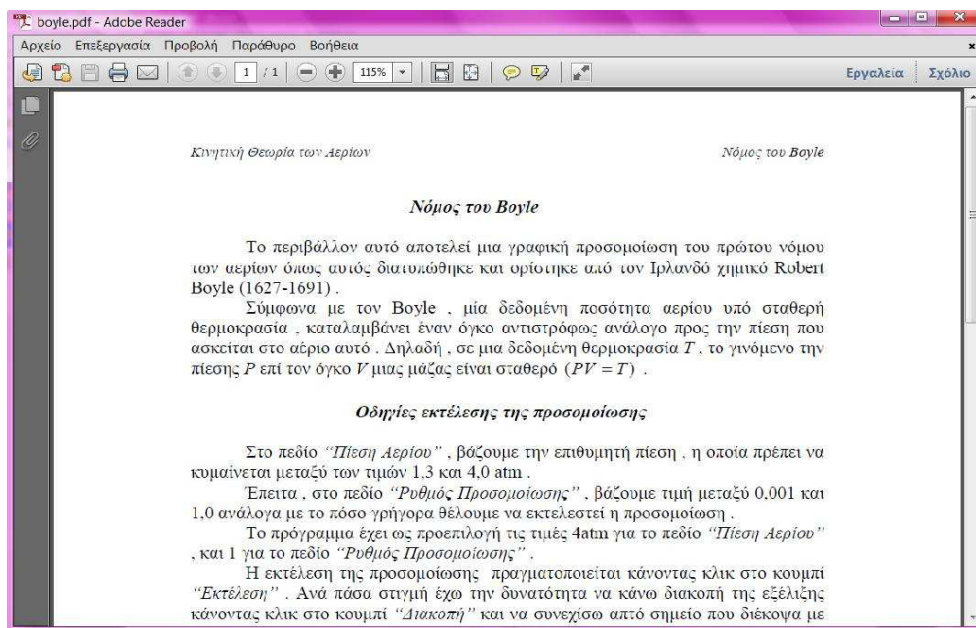 boyle.pdf - Adobe Reader
Αρχείο Επεξεργασία Προβολή Παράθυρο Βοήθεια
1 / 1 115% Εργαλεία Σχόλιο
Κινητική Θεωρία των Αερίων Νόμος του Boyle
Νόμος του Boyle
Το περιβάλλον αυτό αποτελεί μια γραφική προσομοίωση του πρώτου νόμου
των αερίων όπως αυτός διατυπώθηκε και ορίστηκε από τον Ιρλανδό χημικό Robert
Boyle (1627-1691) .
Σύμφωνα με τον Boyle , μία δεδομένη ποσότητα αερίου υπό σταθερή
θερμοκρασία , καταλαμβάνει έναν όγκο αντιστρόφως ανάλογο προς την πίεση που
ασκείται στο αέριο αυτό . Δηλαδή , σε μια δεδομένη θερμοκρασία T , το γινόμενο την
πίεσης P επί τον όγκο V μιας μάζας είναι σταθερό (PV = T) .
Οδηγίες εκτέλεσης της προσομοίωσης
Στο πεδίο “Πίεση Αερίου” , βάζουμε την επιθυμητή πίεση , η οποία πρέπει να
κυμαίνεται μεταξύ των τιμών 1,3 και 4,0 atm .
Έπειτα , στο πεδίο “Ρυθμός Προσομοίωσης” , βάζουμε τιμή μεταξύ 0,001 και
1,0 ανάλογα με το πόσο γρήγορα θέλουμε να εκτελεστεί η προσομοίωση .
Το πρόγραμμα έχει ως προεπιλογή τις τιμές 4atm για το πεδίο “Πίεση Αερίου”
, και 1 για το πεδίο “Ρυθμός Προσομοίωσης” .
Η εκτέλεση της προσομοίωσης πραγματοποιείται κάνοντας κλικ στο κουμπί
“Εκτέλεση” . Ανά πάσα στιγμή έχω την δυνατότητα να κάνω διακοπή της εξέλιξης
κάνοντας κλικ στο κουμπί “Διακοπή” και να συνεχίσω απτό σημείο που διέκοψα με